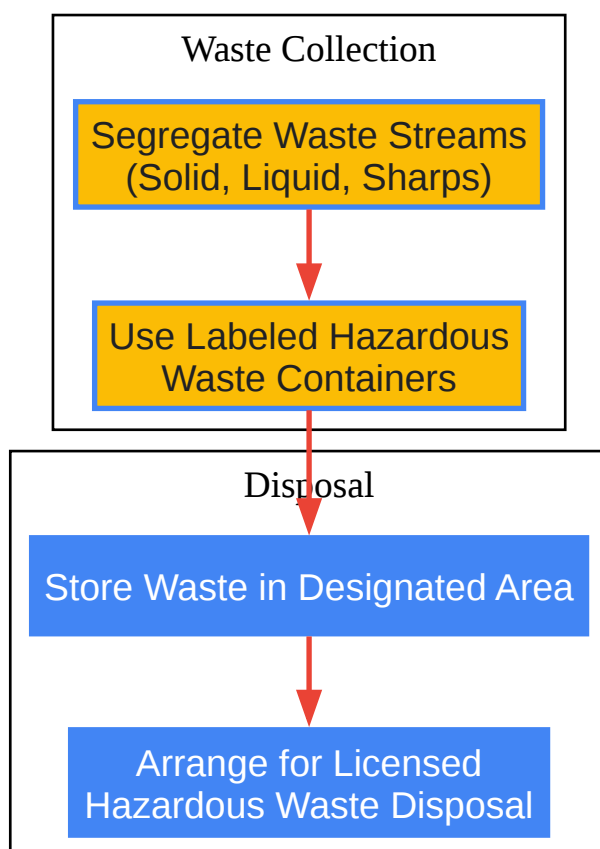 Waste Collection
Segregate Waste Streams
(Solid, Liquid, Sharps)
Use Labeled Hazardous
Waste Containers
Disposal
Store Waste in Designated Area
Arrange for Licensed
Hazardous Waste Disposal